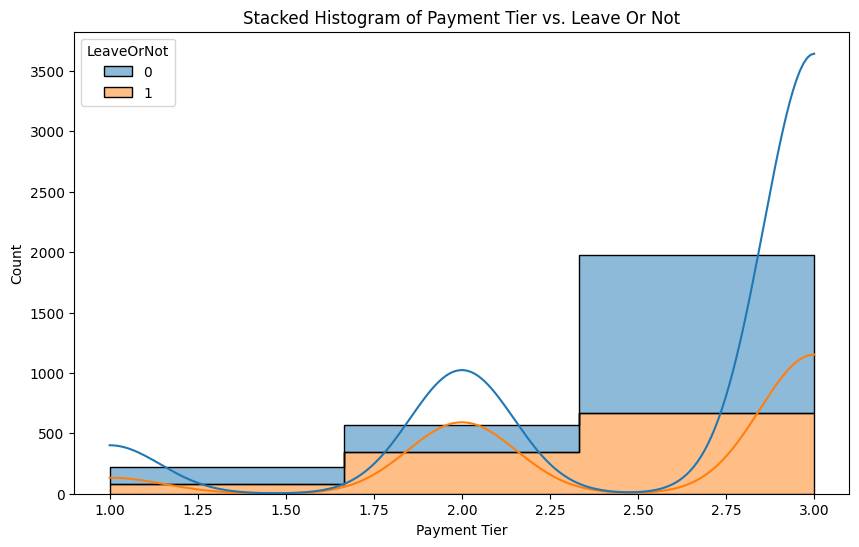 Stacked Histogram of Payment Tier vs. Leave Or Not
LeaveOrNot
0
1
Count
3500
3000
2500
2000
1500
1000
500
0
1.00 1.25 1.50 1.75 2.00 2.25 2.50 2.75 3.00
Payment Tier